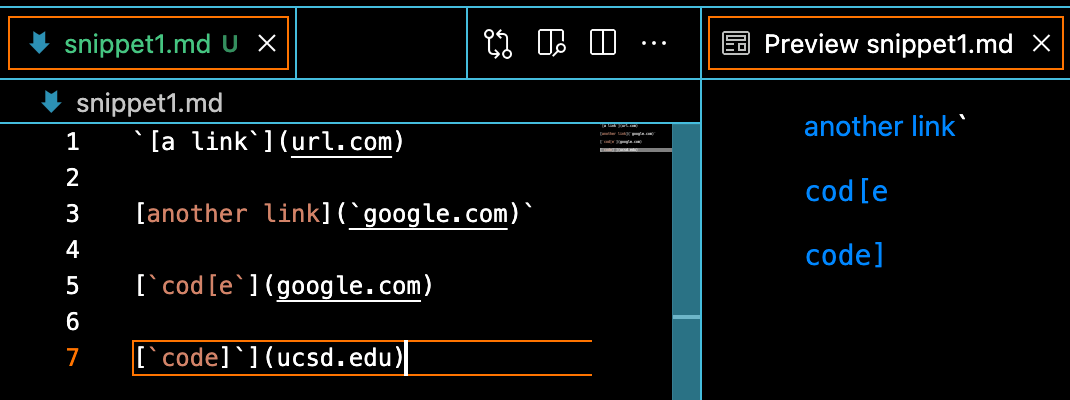 snippet1.md U
Preview snippet1.md
snippet1.md
1 `[a link`](url.com)
2
3 [another link](`google.com)`
4
5 [`cod[e`](google.com)
6
7 [`code]`](ucsd.edu)
another link`
cod[e
code]